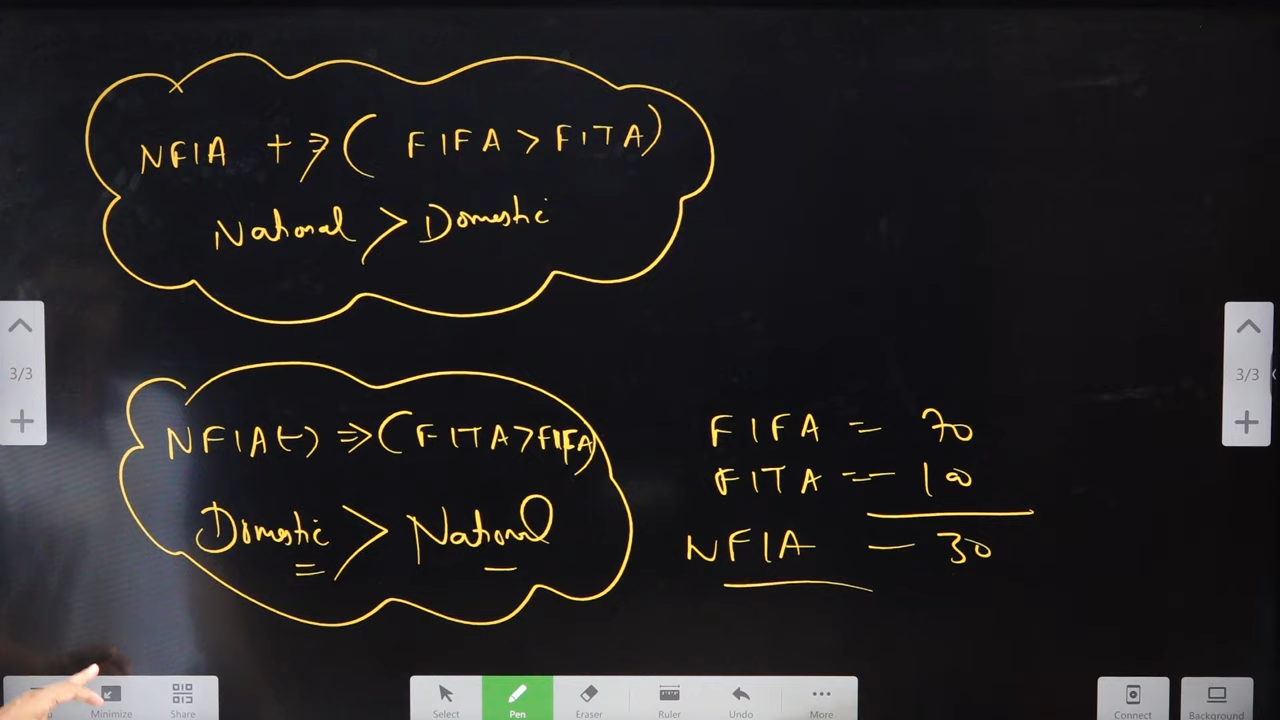 NFIA + ⇒ ( FIFA > FITA)
National > Domestic
NFIA(-) ⇒ (FITA>FIFA)
Domestic > National
FIFA = 70
FITA = - 100
NFIA - 30
3/3
3/3
Minimize
Share
Select
Pen
Eraser
Ruler
Undo
More
Connect
Background